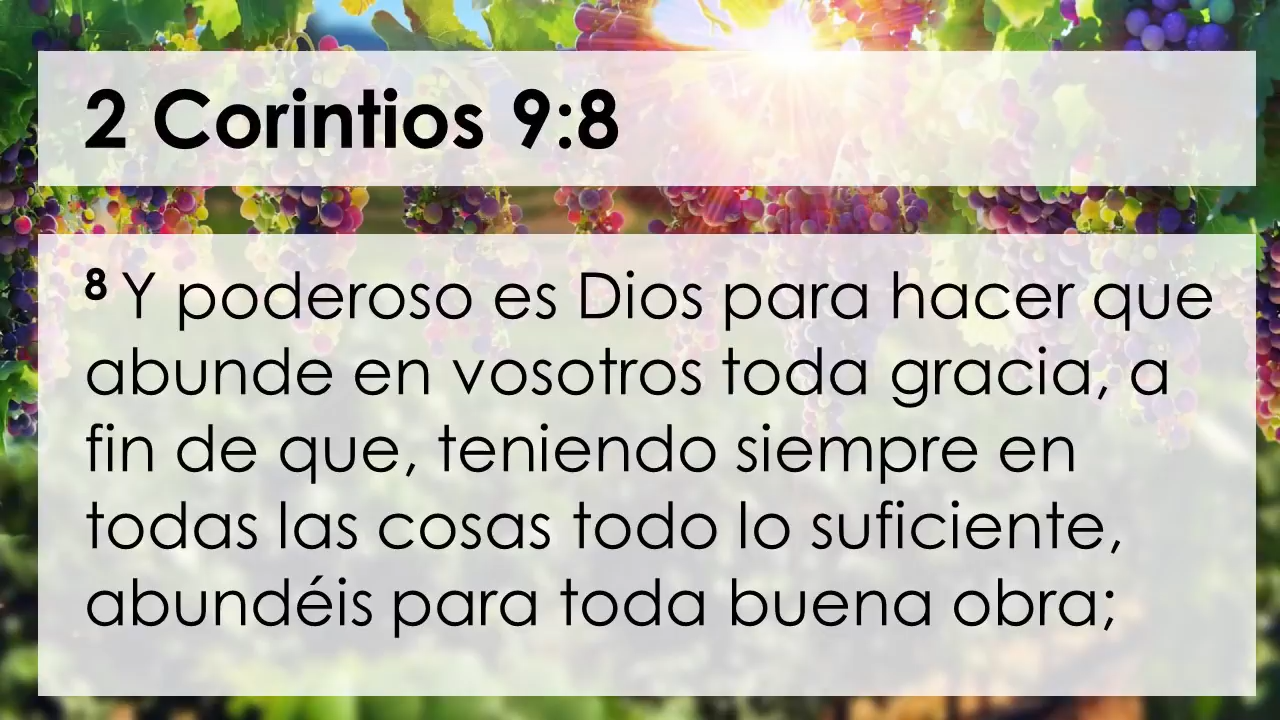 2 Corintios 9:8
8 Y poderoso es Dios para hacer que
abunde en vosotros toda gracia, a
fin de que, teniendo siempre en
todas las cosas todo lo suficiente,
abundéis para toda buena obra;